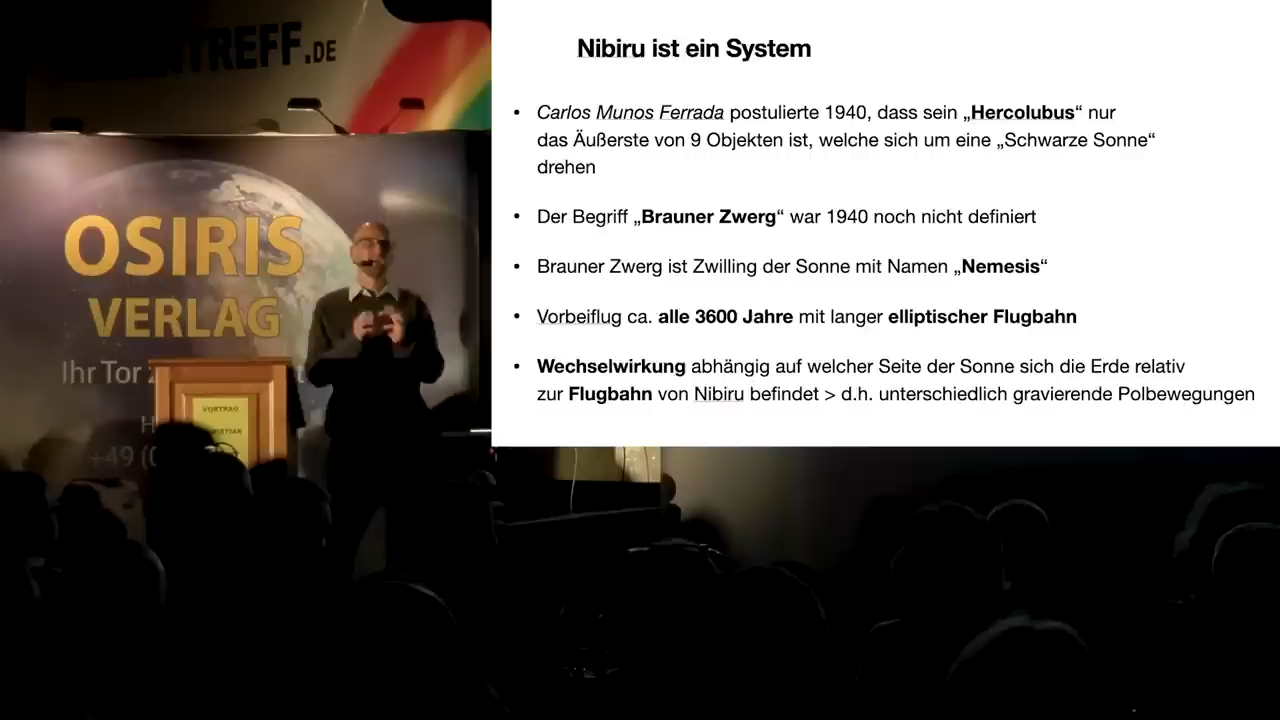 TREFF.DE
OSIRIS
VERLAG
Ihr Tor
+49 (0
VORTRAG
Nibiru ist ein System
• Carlos Munos Ferrada postulierte 1940, dass sein „Hercolubus“ nur
das Äußerste von 9 Objekten ist, welche sich um eine „Schwarze Sonne“
drehen
• Der Begriff „Brauner Zwerg“ war 1940 noch nicht definiert
• Brauner Zwerg ist Zwilling der Sonne mit Namen „Nemesis“
• Vorbeiflug ca. alle 3600 Jahre mit langer elliptischer Flugbahn
• Wechselwirkung abhängig auf welcher Seite der Sonne sich die Erde relativ
zur Flugbahn von Nibiru befindet > d.h. unterschiedlich gravierende Polbewegungen